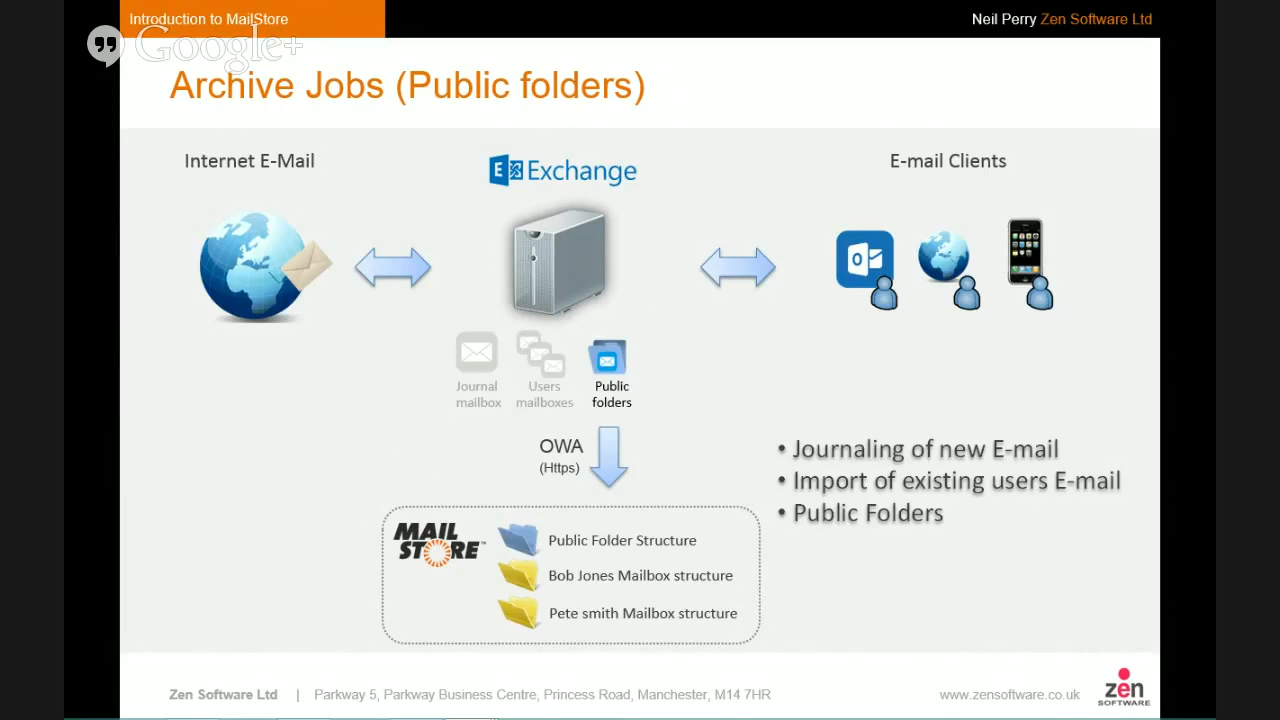 Introduction to MailStore
Neil Perry Zen Software Ltd
Google+
Archive Jobs (Public folders)
Internet E-Mail
Exchange
E-mail Clients
Journal
mailbox
Users
mailboxes
Public
folders
OWA
(Https)
• Journaling of new E-mail
• Import of existing users E-mail
• Public Folders
MAIL
STORE™
Public Folder Structure
Bob Jones Mailbox structure
Pete smith Mailbox structure
Zen Software Ltd | Parkway 5, Parkway Business Centre, Princess Road, Manchester, M14 7HR
www.zensoftware.co.uk
zen
SOFTWARE